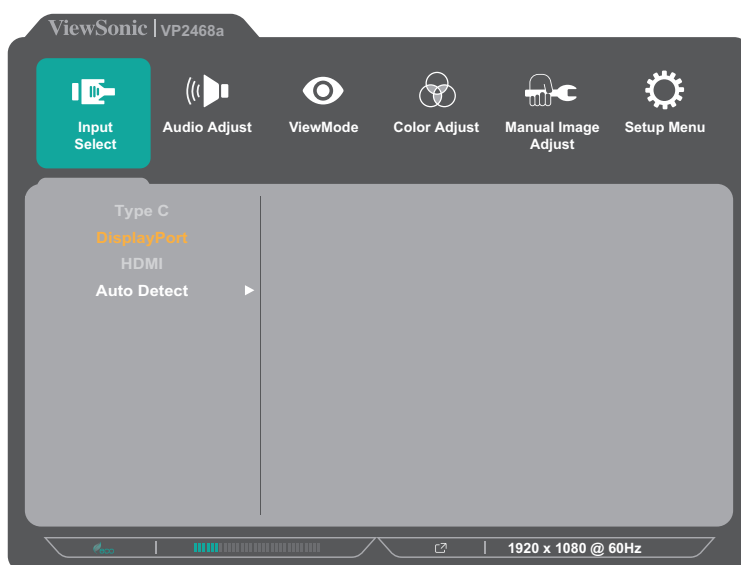 ViewSonic | VP2468a
Input Select
Audio Adjust
ViewMode
Color Adjust
Manual Image Adjust
Setup Menu
Type C
DisplayPort
HDMI
Auto Detect
eco
1920 x 1080 @ 60Hz